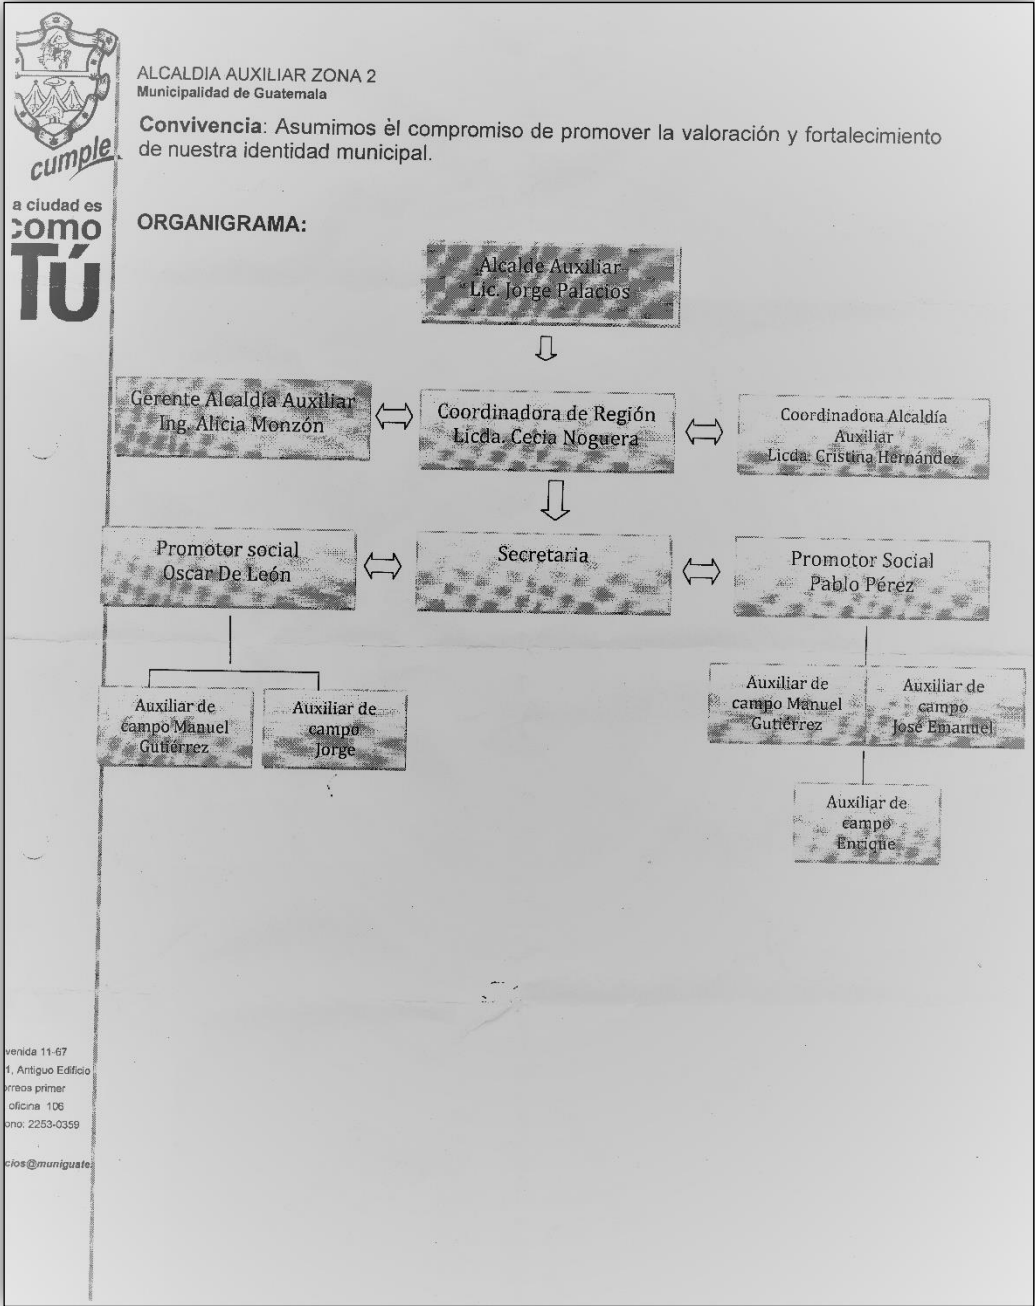 cumple
a ciudad es
como
TÚ
ALCALDIA AUXILIAR ZONA 2
Municipalidad de Guatemala
Convivencia: Asumimos el compromiso de promover la valoración y fortalecimiento
de nuestra identidad municipal.
ORGANIGRAMA:
Alcalde Auxiliar
Lic. Jorge Palacios
Gerente Alcaldía Auxiliar
Ing. Alicia Monzón
Coordinadora de Región
Licda. Cecia Noguera
Coordinadora Alcaldía
Auxiliar
Licda. Cristina Hernández
Promotor social
Oscar De León
Secretaria
Promotor Social
Pablo Pérez
Auxiliar de
campo Manuel
Gutiérrez
Auxiliar de
campo
Jorge
Auxiliar de
campo Manuel
Gutiérrez
Auxiliar de
campo
José Emanuel
Auxiliar de
campo
Enrique
venida 11-67
1, Antiguo Edificio
orreos primer
oficina 106
ono: 2253-0359
cios@muniguate.